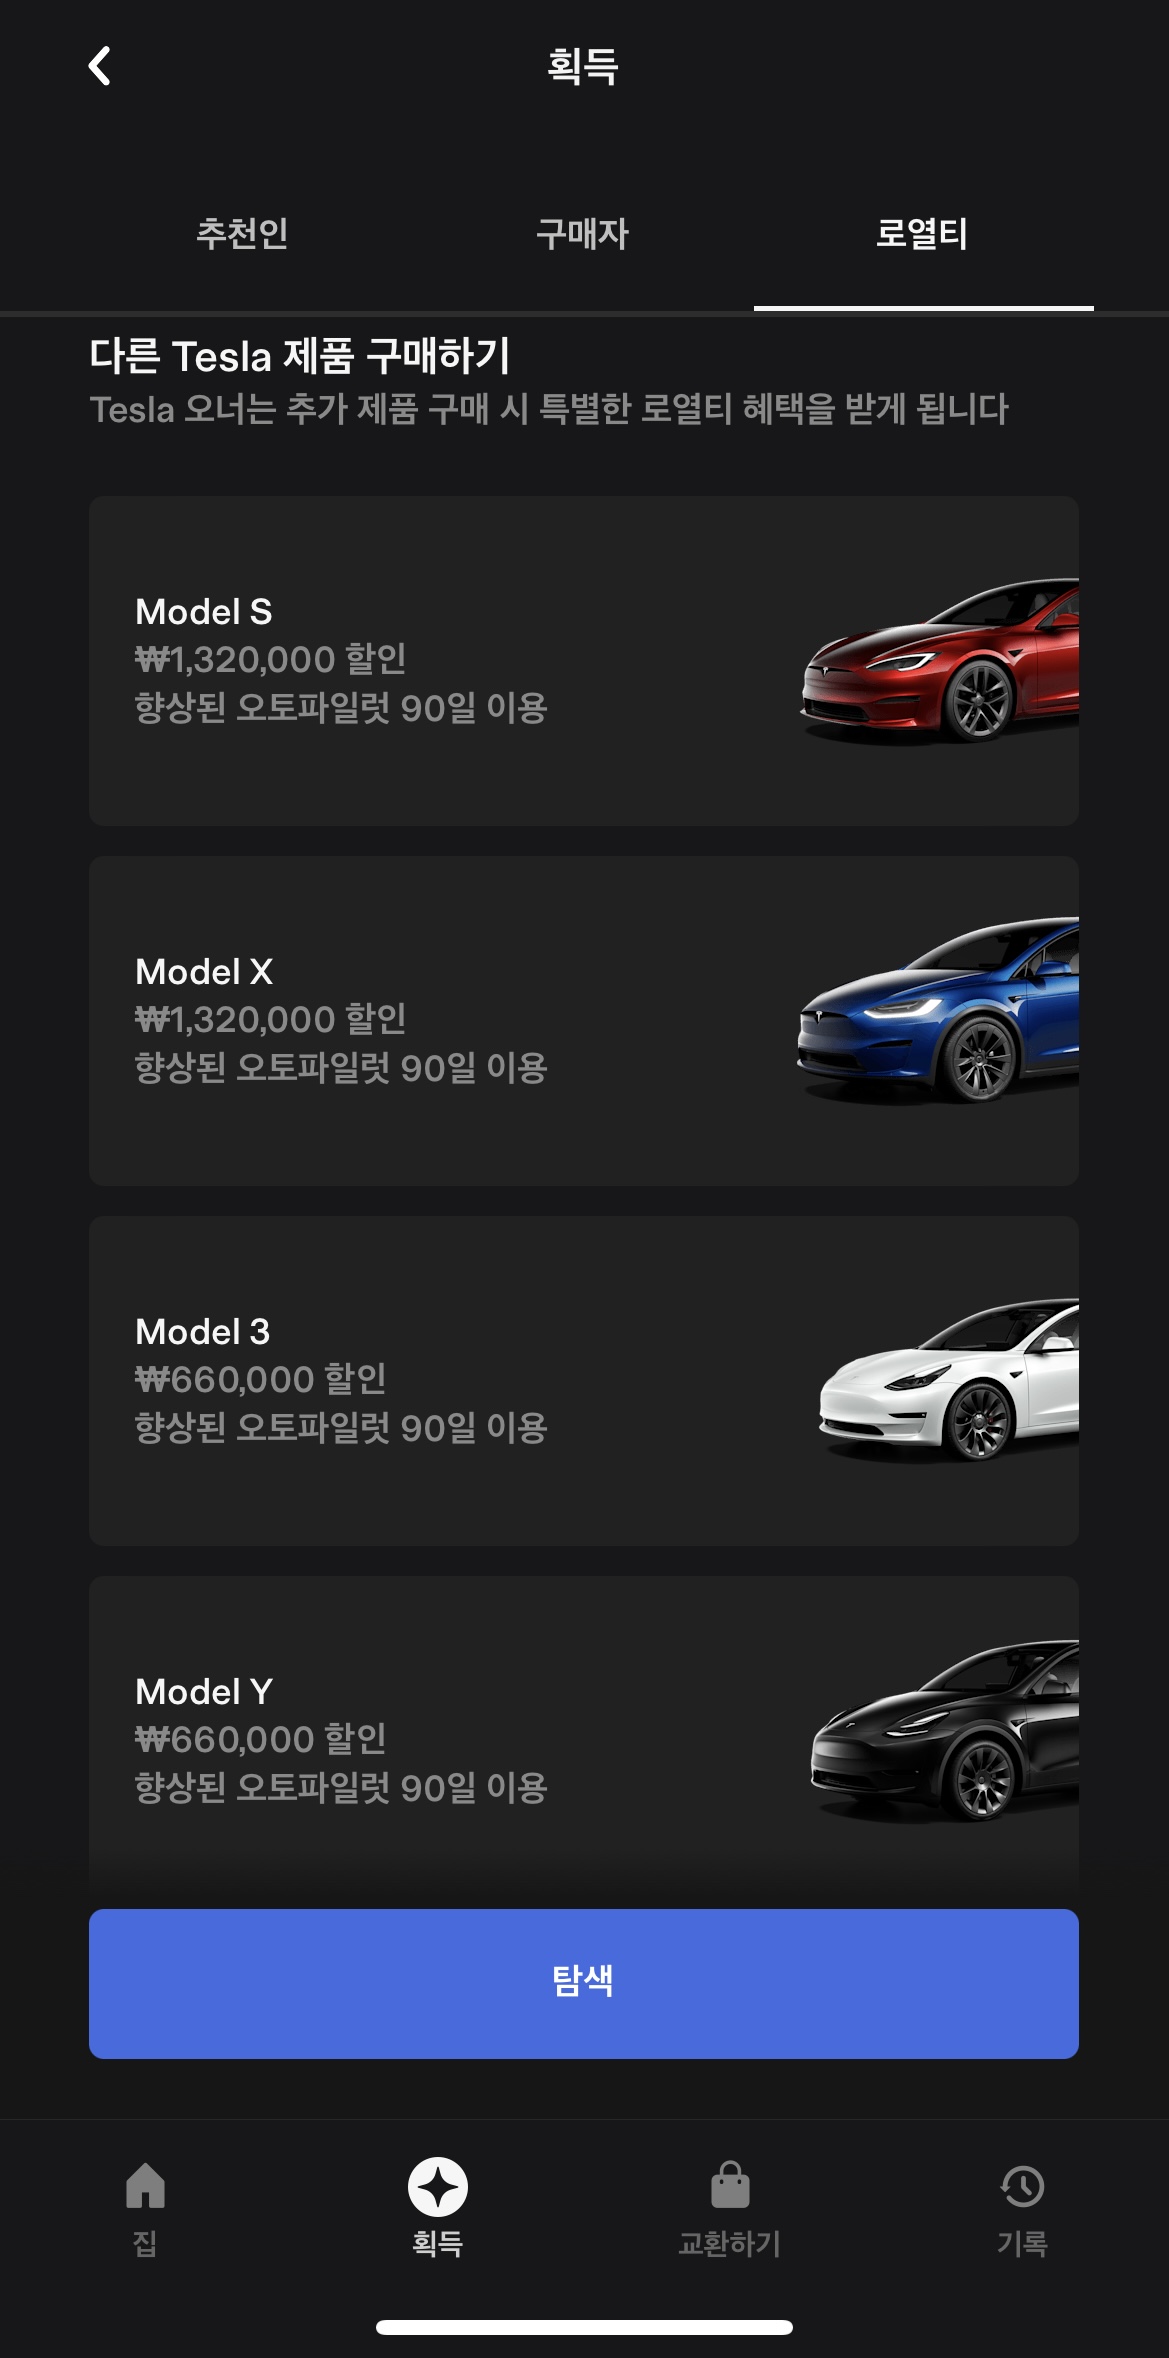 획득
추천인
구매자
로열티
다른 Tesla 제품 구매하기
Tesla 오너는 추가 제품 구매 시 특별한 로열티 혜택을 받게 됩니다
Model S
₩1,320,000 할인
향상된 오토파일럿 90일 이용
Model X
₩1,320,000 할인
향상된 오토파일럿 90일 이용
Model 3
₩660,000 할인
향상된 오토파일럿 90일 이용
Model Y
₩660,000 할인
향상된 오토파일럿 90일 이용
탐색
집
획득
교환하기
기록